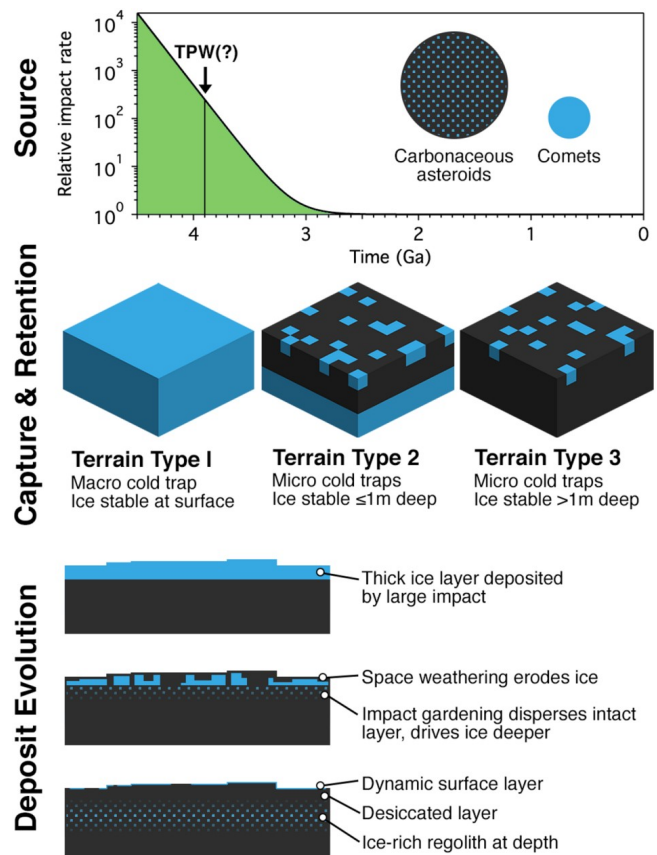 Source
Relative impact rate
10⁴
10³
10²
10¹
10⁰
TPW(?)
Carbonaceous
asteroids
Comets
4
3
2
1
0
Time (Ga)
Capture & Retention
Terrain Type I
Macro cold trap
Ice stable at surface
Terrain Type 2
Micro cold traps
Ice stable ≤1m deep
Terrain Type 3
Micro cold traps
Ice stable >1m deep
Deposit Evolution
Thick ice layer deposited
by large impact
Space weathering erodes ice
Impact gardening disperses intact
layer, drives ice deeper
Dynamic surface layer
Desiccated layer
Ice-rich regolith at depth